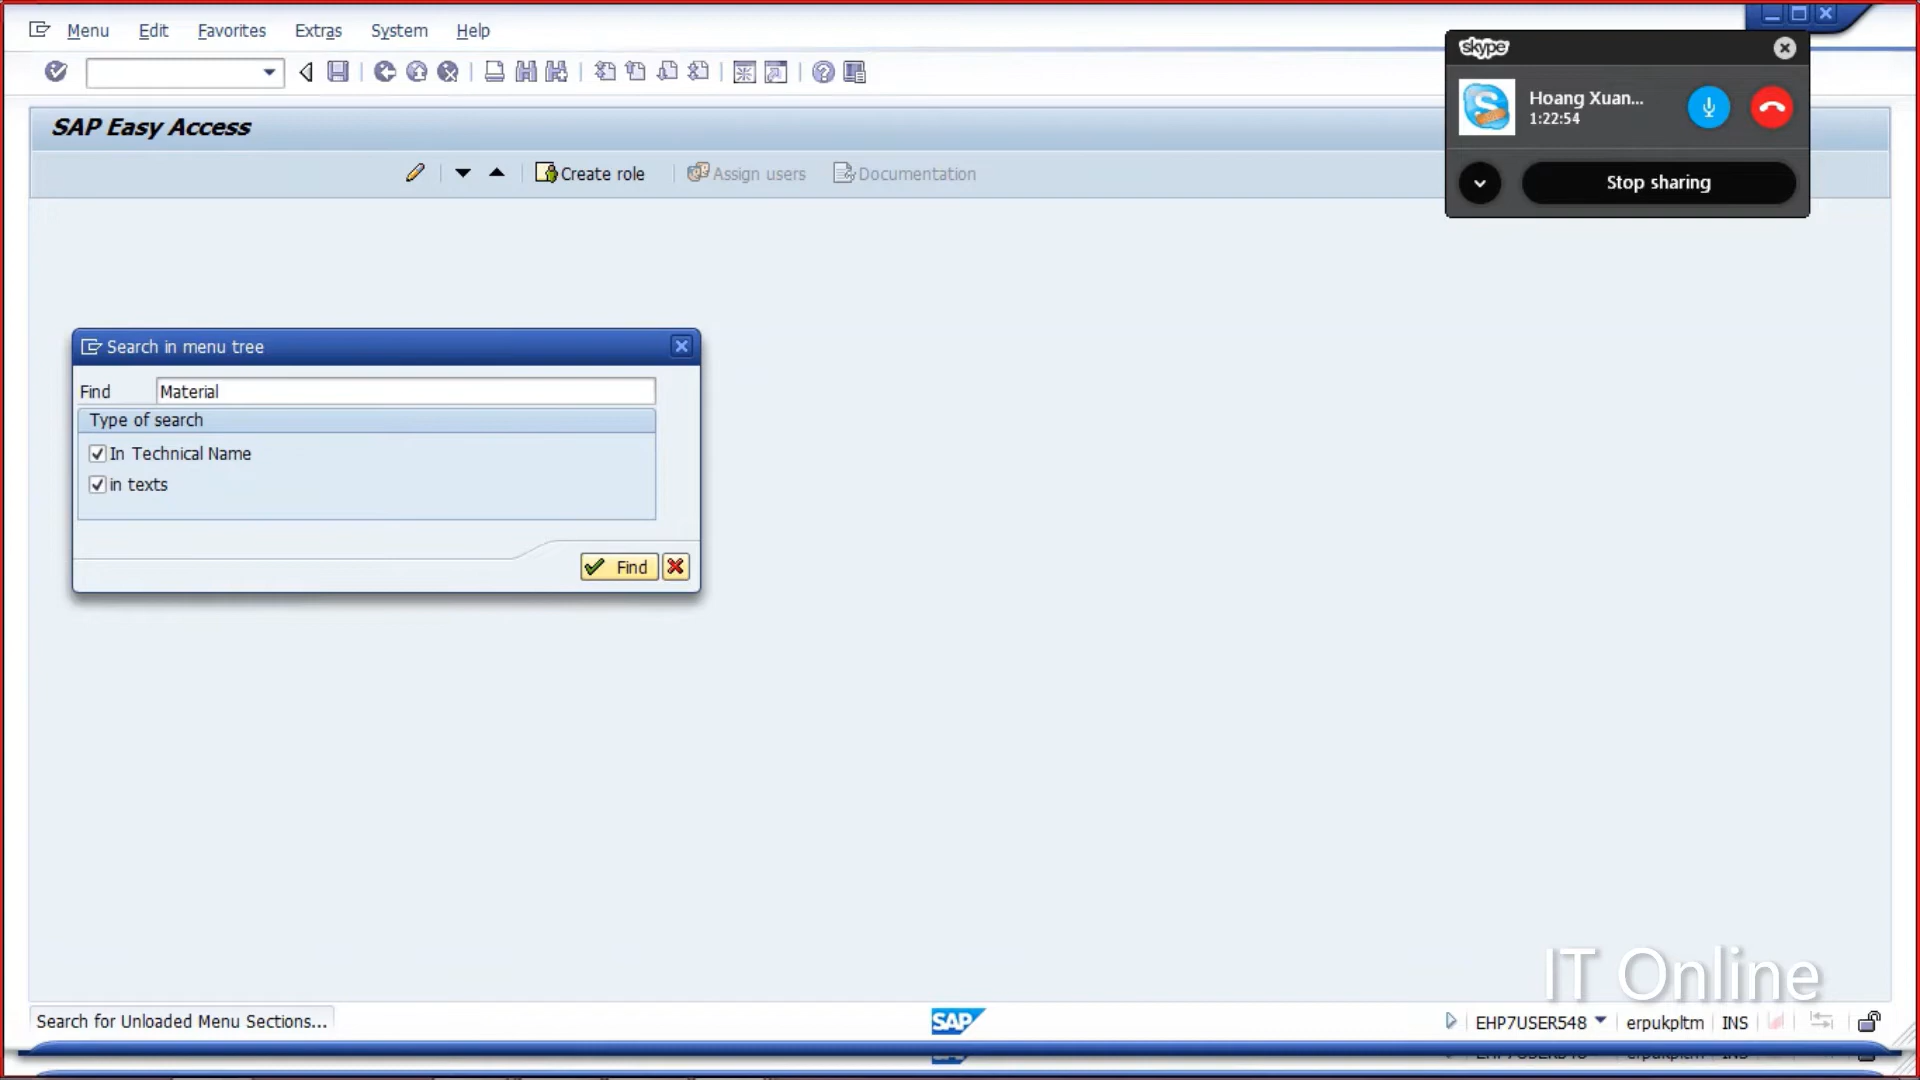 Menu Edit Favorites Extras System Help
skype
Hoang Xuan...
1:22:54
Stop sharing
SAP Easy Access
Create role Assign users Documentation
Search in menu tree
Find Material
Type of search
In Technical Name
in texts
Find
IT Online
Search for Unloaded Menu Sections...
SAP
EHP7USER548 erpukpltm INS